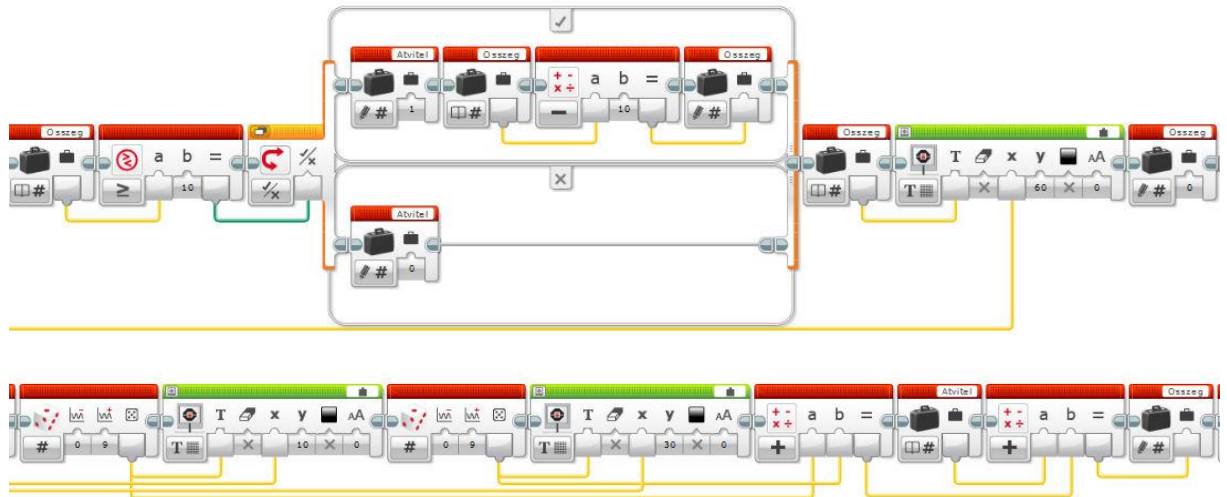 Atvitel Osszeg a b = Osszeg
# 1 # 10 #
Osszeg a b = Osszeg T x y AA Osszeg
# ≥ 10 # T 60 0 # 0
Atvitel
# 0
T x y AA T x y AA a b = Atvitel a b = Osszeg
# 0 9 T 10 0 # 0 9 T 30 0 + # + #